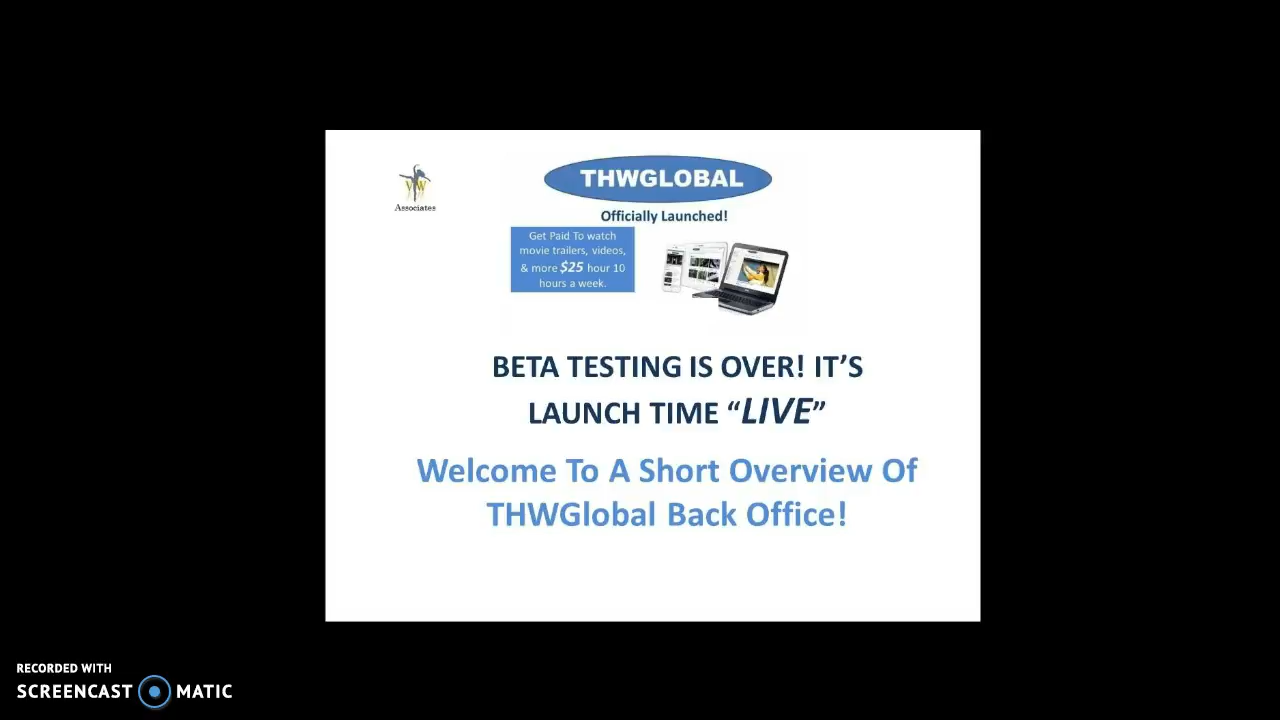 THWGLOBAL
VW
Associates
Officially Launched!
Get Paid To watch
movie trailers, videos,
& more $25 hour 10
hours a week.
BETA TESTING IS OVER! IT’S
LAUNCH TIME “LIVE”
Welcome To A Short Overview Of
THWGlobal Back Office!
RECORDED WITH
SCREENCAST MATIC